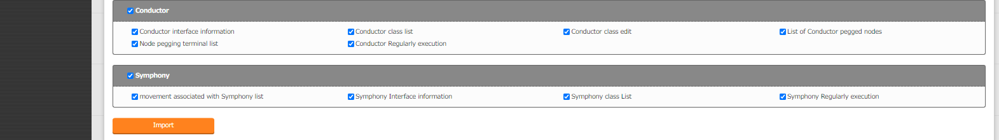 Conductor
Conductor interface information Conductor class list Conductor class edit List of Conductor pegged nodes
Node pegging terminal list Conductor Regularly execution
Symphony
movement associated with Symphony list Symphony Interface information Symphony class List Symphony Regularly execution
Import